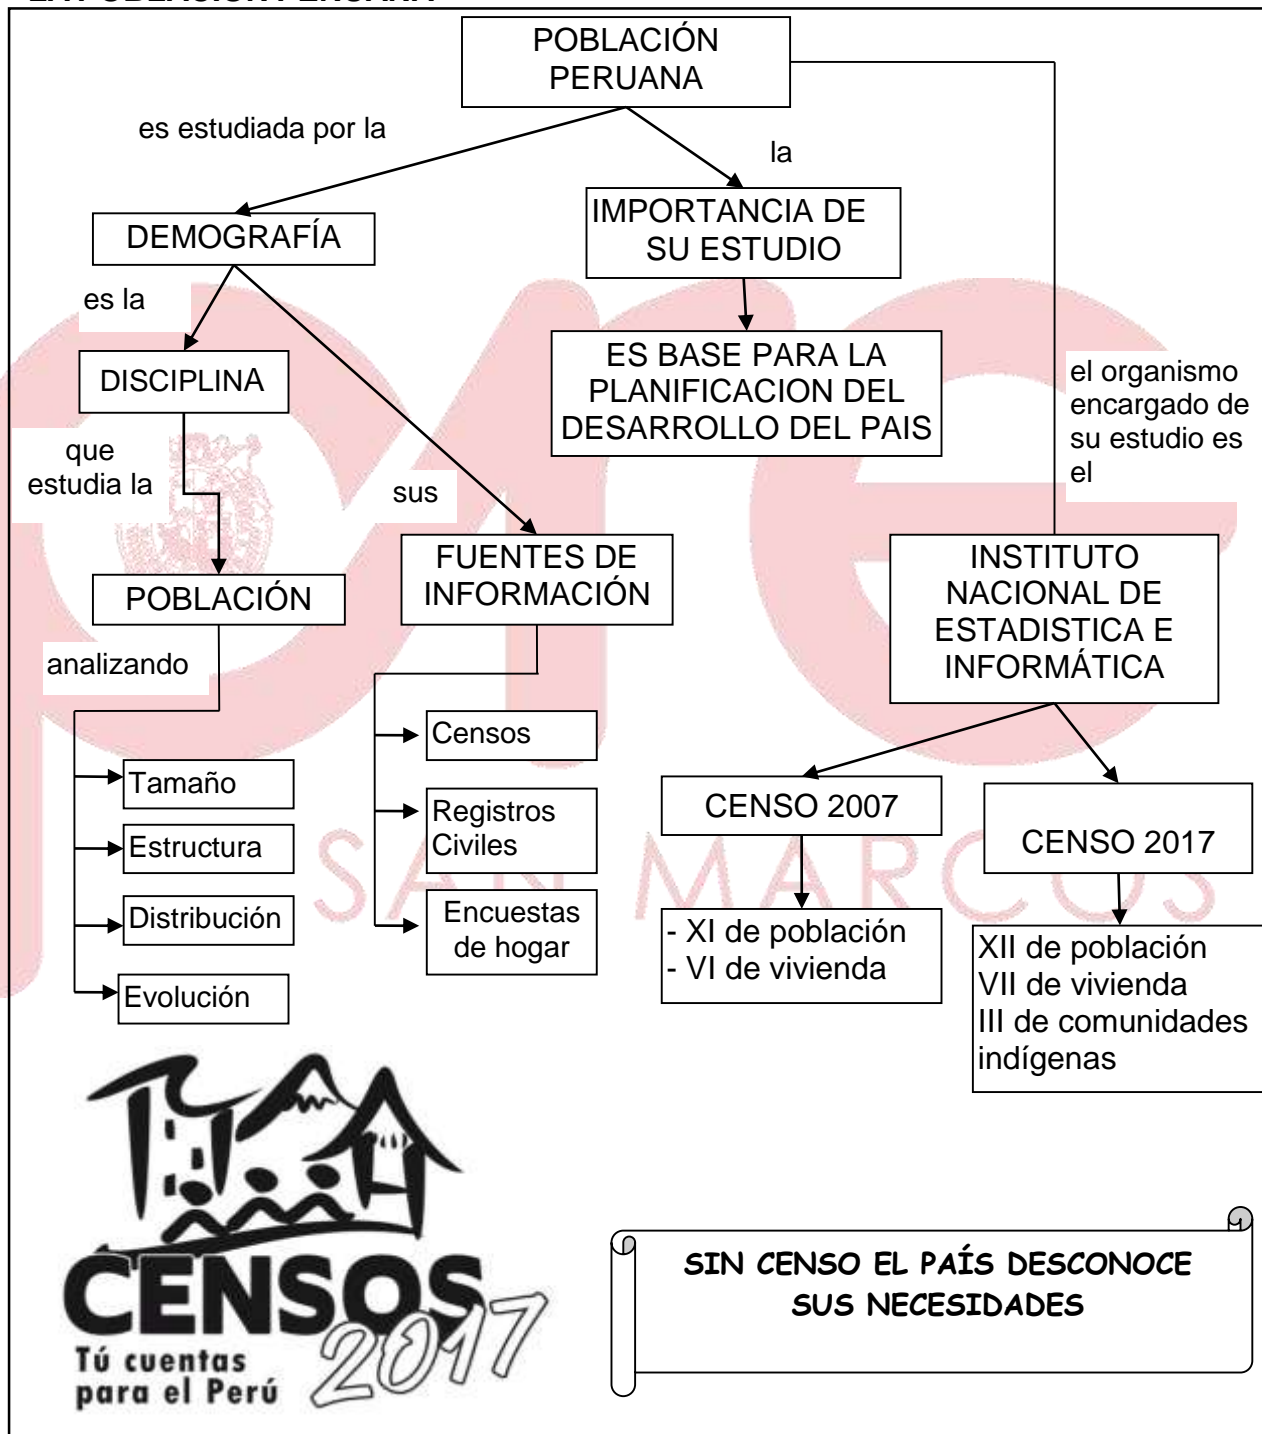 POBLACIÓN
PERUANA
es estudiada por la
la
DEMOGRAFÍA
IMPORTANCIA DE
SU ESTUDIO
es la
DISCIPLINA
ES BASE PARA LA
PLANIFICACION DEL
DESARROLLO DEL PAIS
el organismo
encargado de
su estudio es
el
que
estudia la
sus
POBLACIÓN
FUENTES DE
INFORMACIÓN
INSTITUTO
NACIONAL DE
ESTADISTICA E
INFORMÁTICA
analizando
Tamaño
Estructura
Distribución
Evolución
Censos
Registros
Civiles
Encuestas
de hogar
CENSO 2007
CENSO 2017
- XI de población
- VI de vivienda
XII de población
VII de vivienda
III de comunidades
indígenas
pre
SAN MARCOS
CENSOS
2017
Tú cuentas
para el Perú
SIN CENSO EL PAÍS DESCONOCE
SUS NECESIDADES